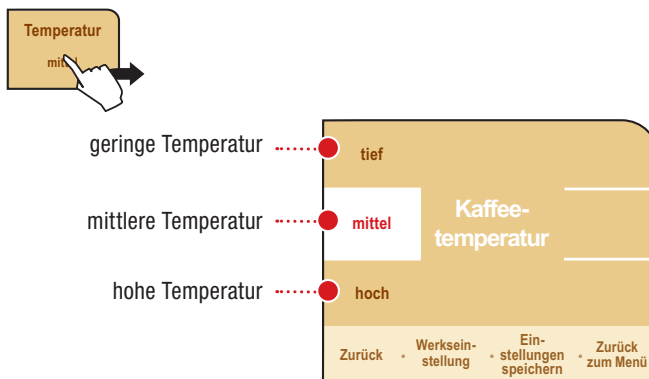 Temperatur
mittel
geringe Temperatur
tief
mittlere Temperatur
mittel
Kaffee-
temperatur
hohe Temperatur
hoch
Zurück
Werksein-
stellung
Ein-
stellungen
speichern
Zurück
zum Menü